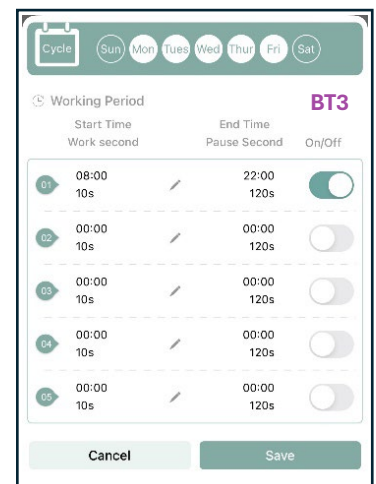 Cycle Sun Mon Tues Wed Thur Fri Sat
Working Period BT3
Start Time End Time
Work second Pause Second On/Off
01 08:00 22:00
10s 120s
02 00:00 00:00
10s 120s
03 00:00 00:00
10s 120s
04 00:00 00:00
10s 120s
05 00:00 00:00
10s 120s
Cancel Save